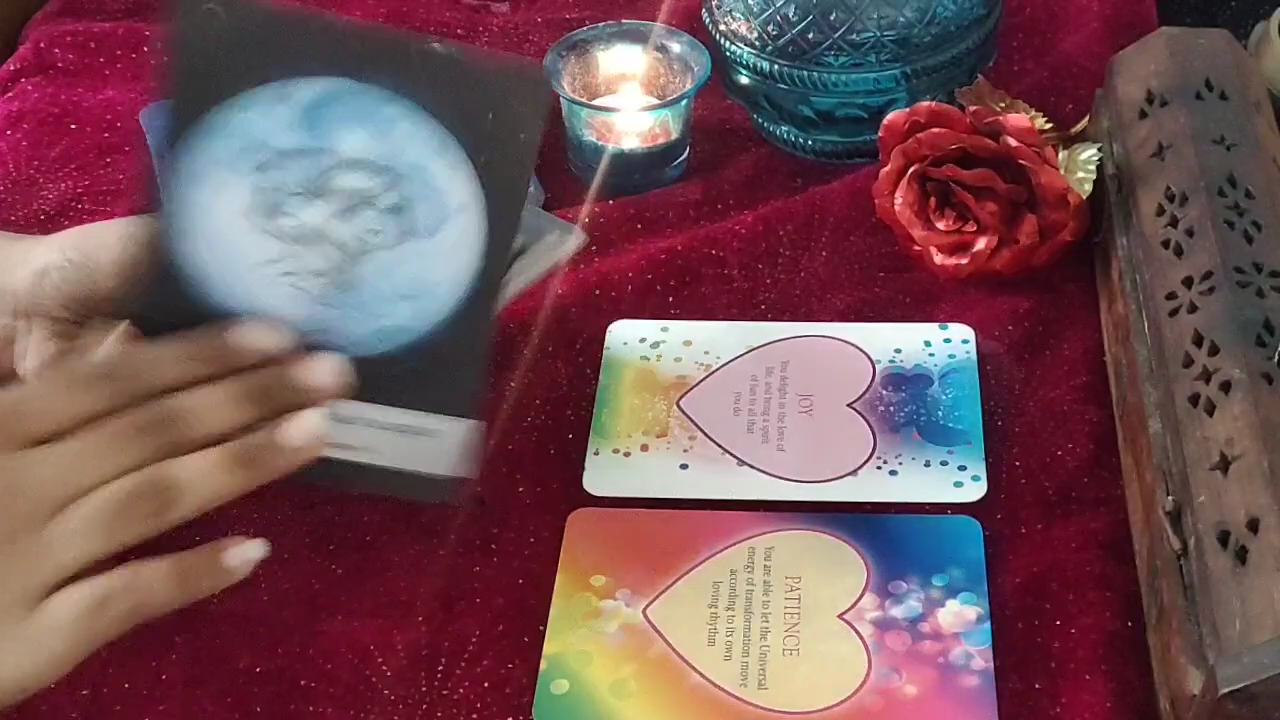 JOY
You delight in the love of
life, and bring a spirit
of fun to all that
you do
PATIENCE
You are able to let the Universal
energy of transformation move
according to its own
loving rhythm